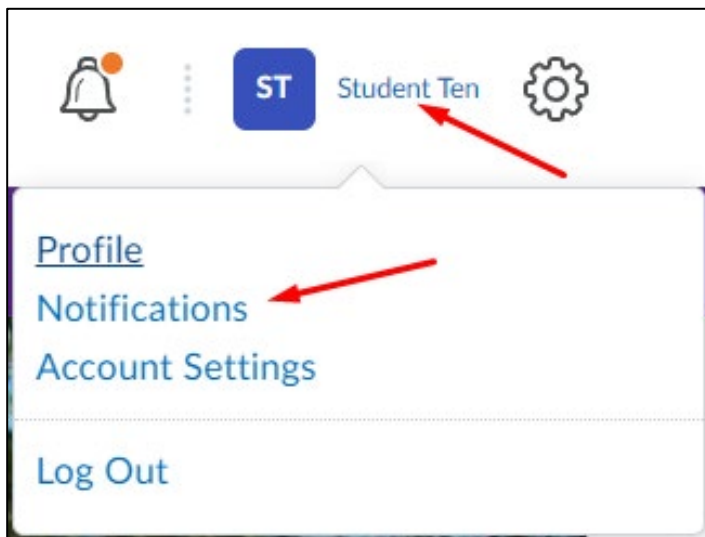 ST Student Ten
Profile
Notifications
Account Settings
Log Out